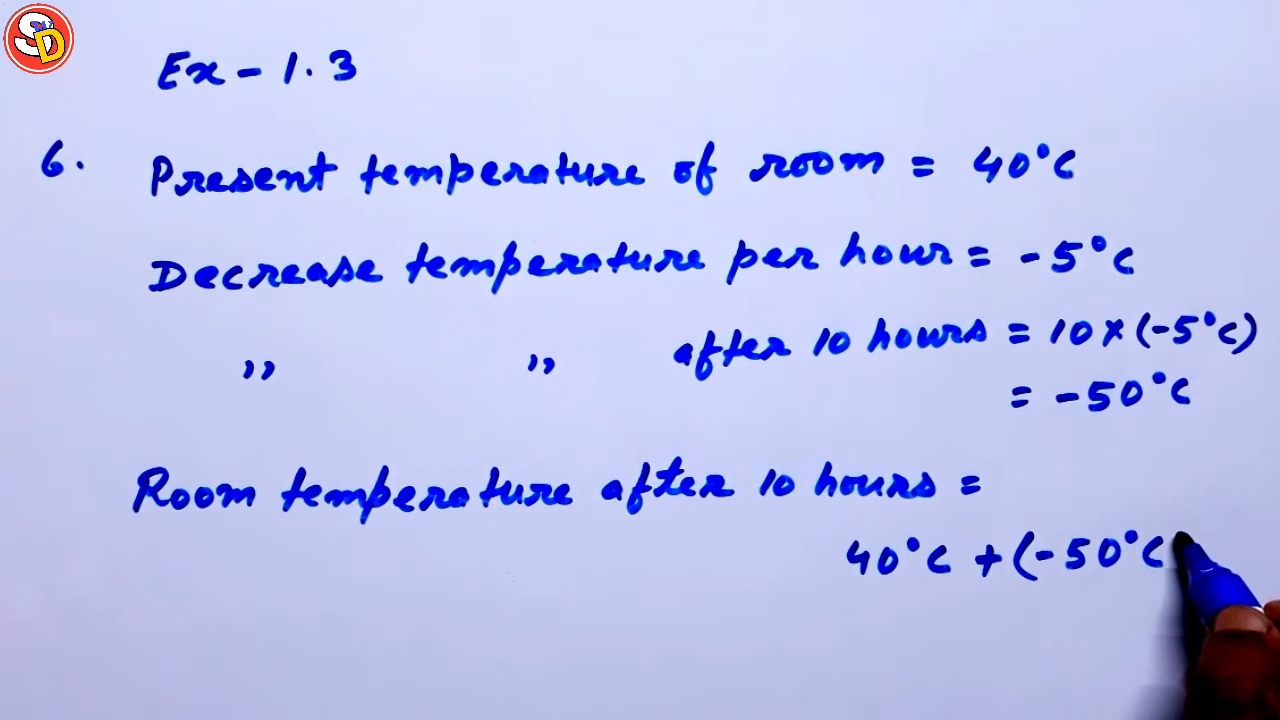 SD
Ex - 1.3
6. Present temperature of room = 40°C
Decrease temperature per hour = -5°C
,, ,, after 10 hours = 10 × (-5°C)
= -50°C
Room temperature after 10 hours =
40°C + (-50°C